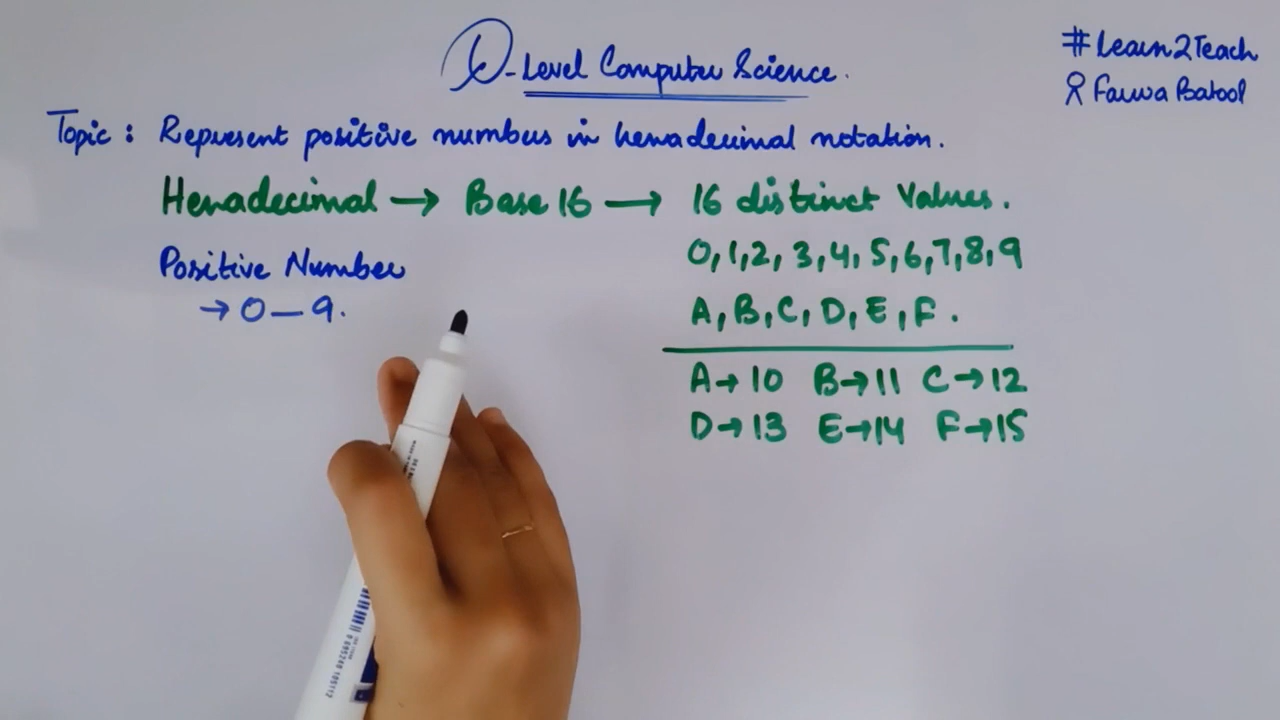 O-Level Computer Science.
#Learn2Teach
Farwa Batool
Topic : Represent positive numbers in hexadecimal notation.
Hexadecimal → Base 16 → 16 distinct Values.
Positive Number
→ 0 — 9.
0,1,2,3,4,5,6,7,8,9
A,B,C,D,E,F.
A→10 B→11 C→12
D→13 E→14 F→15